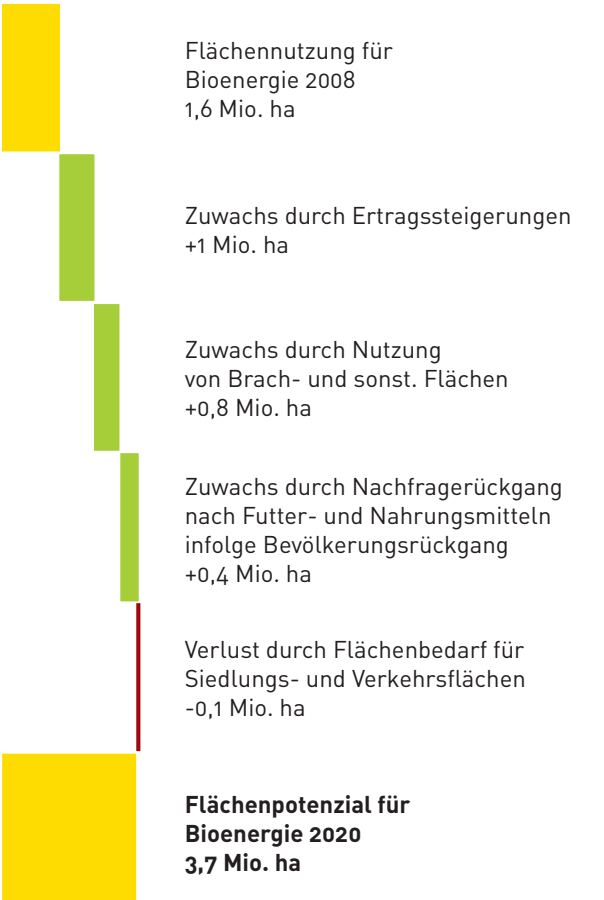 Flächennutzung für
Bioenergie 2008
1,6 Mio. ha
Zuwachs durch Ertragssteigerungen
+1 Mio. ha
Zuwachs durch Nutzung
von Brach- und sonst. Flächen
+0,8 Mio. ha
Zuwachs durch Nachfragerückgang
nach Futter- und Nahrungsmitteln
infolge Bevölkerungsrückgang
+0,4 Mio. ha
Verlust durch Flächenbedarf für
Siedlungs- und Verkehrsflächen
-0,1 Mio. ha
Flächenpotenzial für
Bioenergie 2020
3,7 Mio. ha